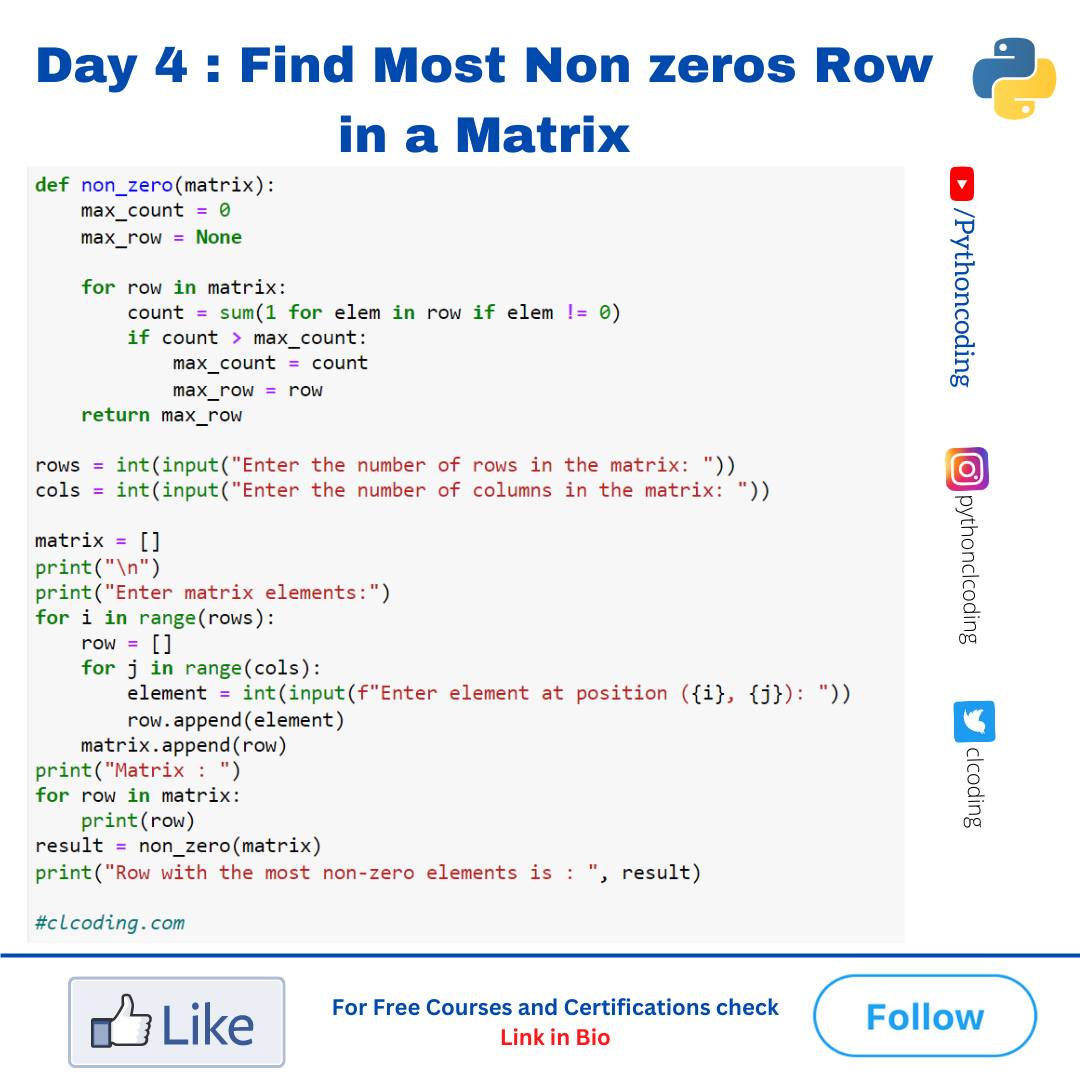 Day 4 : Find Most Non zeros Row
in a Matrix
def non_zero(matrix):
    max_count = 0
    max_row = None

    for row in matrix:
        count = sum(1 for elem in row if elem != 0)
        if count > max_count:
            max_count = count
            max_row = row
    return max_row

rows = int(input("Enter the number of rows in the matrix: "))
cols = int(input("Enter the number of columns in the matrix: "))

matrix = []
print("\n")
print("Enter matrix elements:")
for i in range(rows):
    row = []
    for j in range(cols):
        element = int(input(f"Enter element at position ({i}, {j}): "))
        row.append(element)
    matrix.append(row)
print("Matrix : ")
for row in matrix:
    print(row)
result = non_zero(matrix)
print("Row with the most non-zero elements is : ", result)

#clcoding.com
/Pythoncoding
pythonclcoding
clcoding
Like
For Free Courses and Certifications check
Link in Bio
Follow